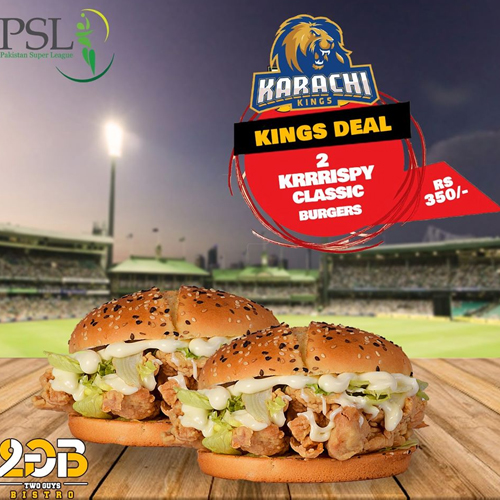 PSL
Pakistan Super League
KARACHI
KINGS
KINGS DEAL
2
KRRRISPY
CLASSIC
BURGERS
RS
350/-
2GB
TWO GUYS
BISTRO